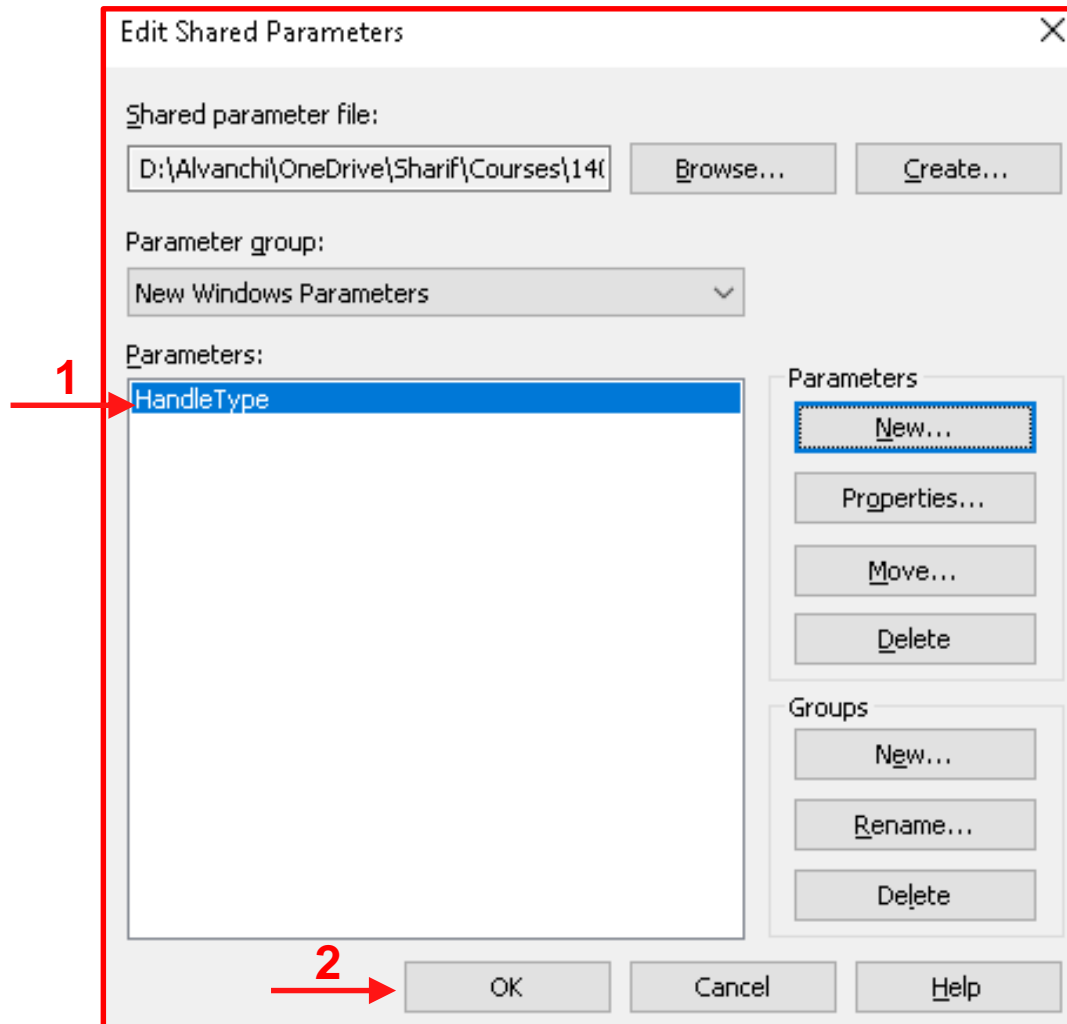 Edit Shared Parameters
Shared parameter file:
D:\Alvanchi\OneDrive\Sharif\Courses\14(
Browse...
Create...
Parameter group:
New Windows Parameters
Parameters:
1
HandleType
Parameters
New...
Properties...
Move...
Delete
Groups
New...
Rename...
Delete
2
OK
Cancel
Help